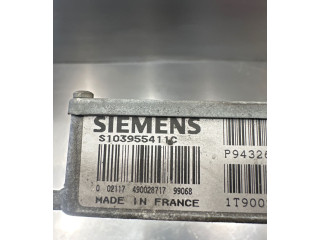 SIEMENS
S103955411C
P94326
0 02117 490028717 99068
MADE IN FRANCE
1T900